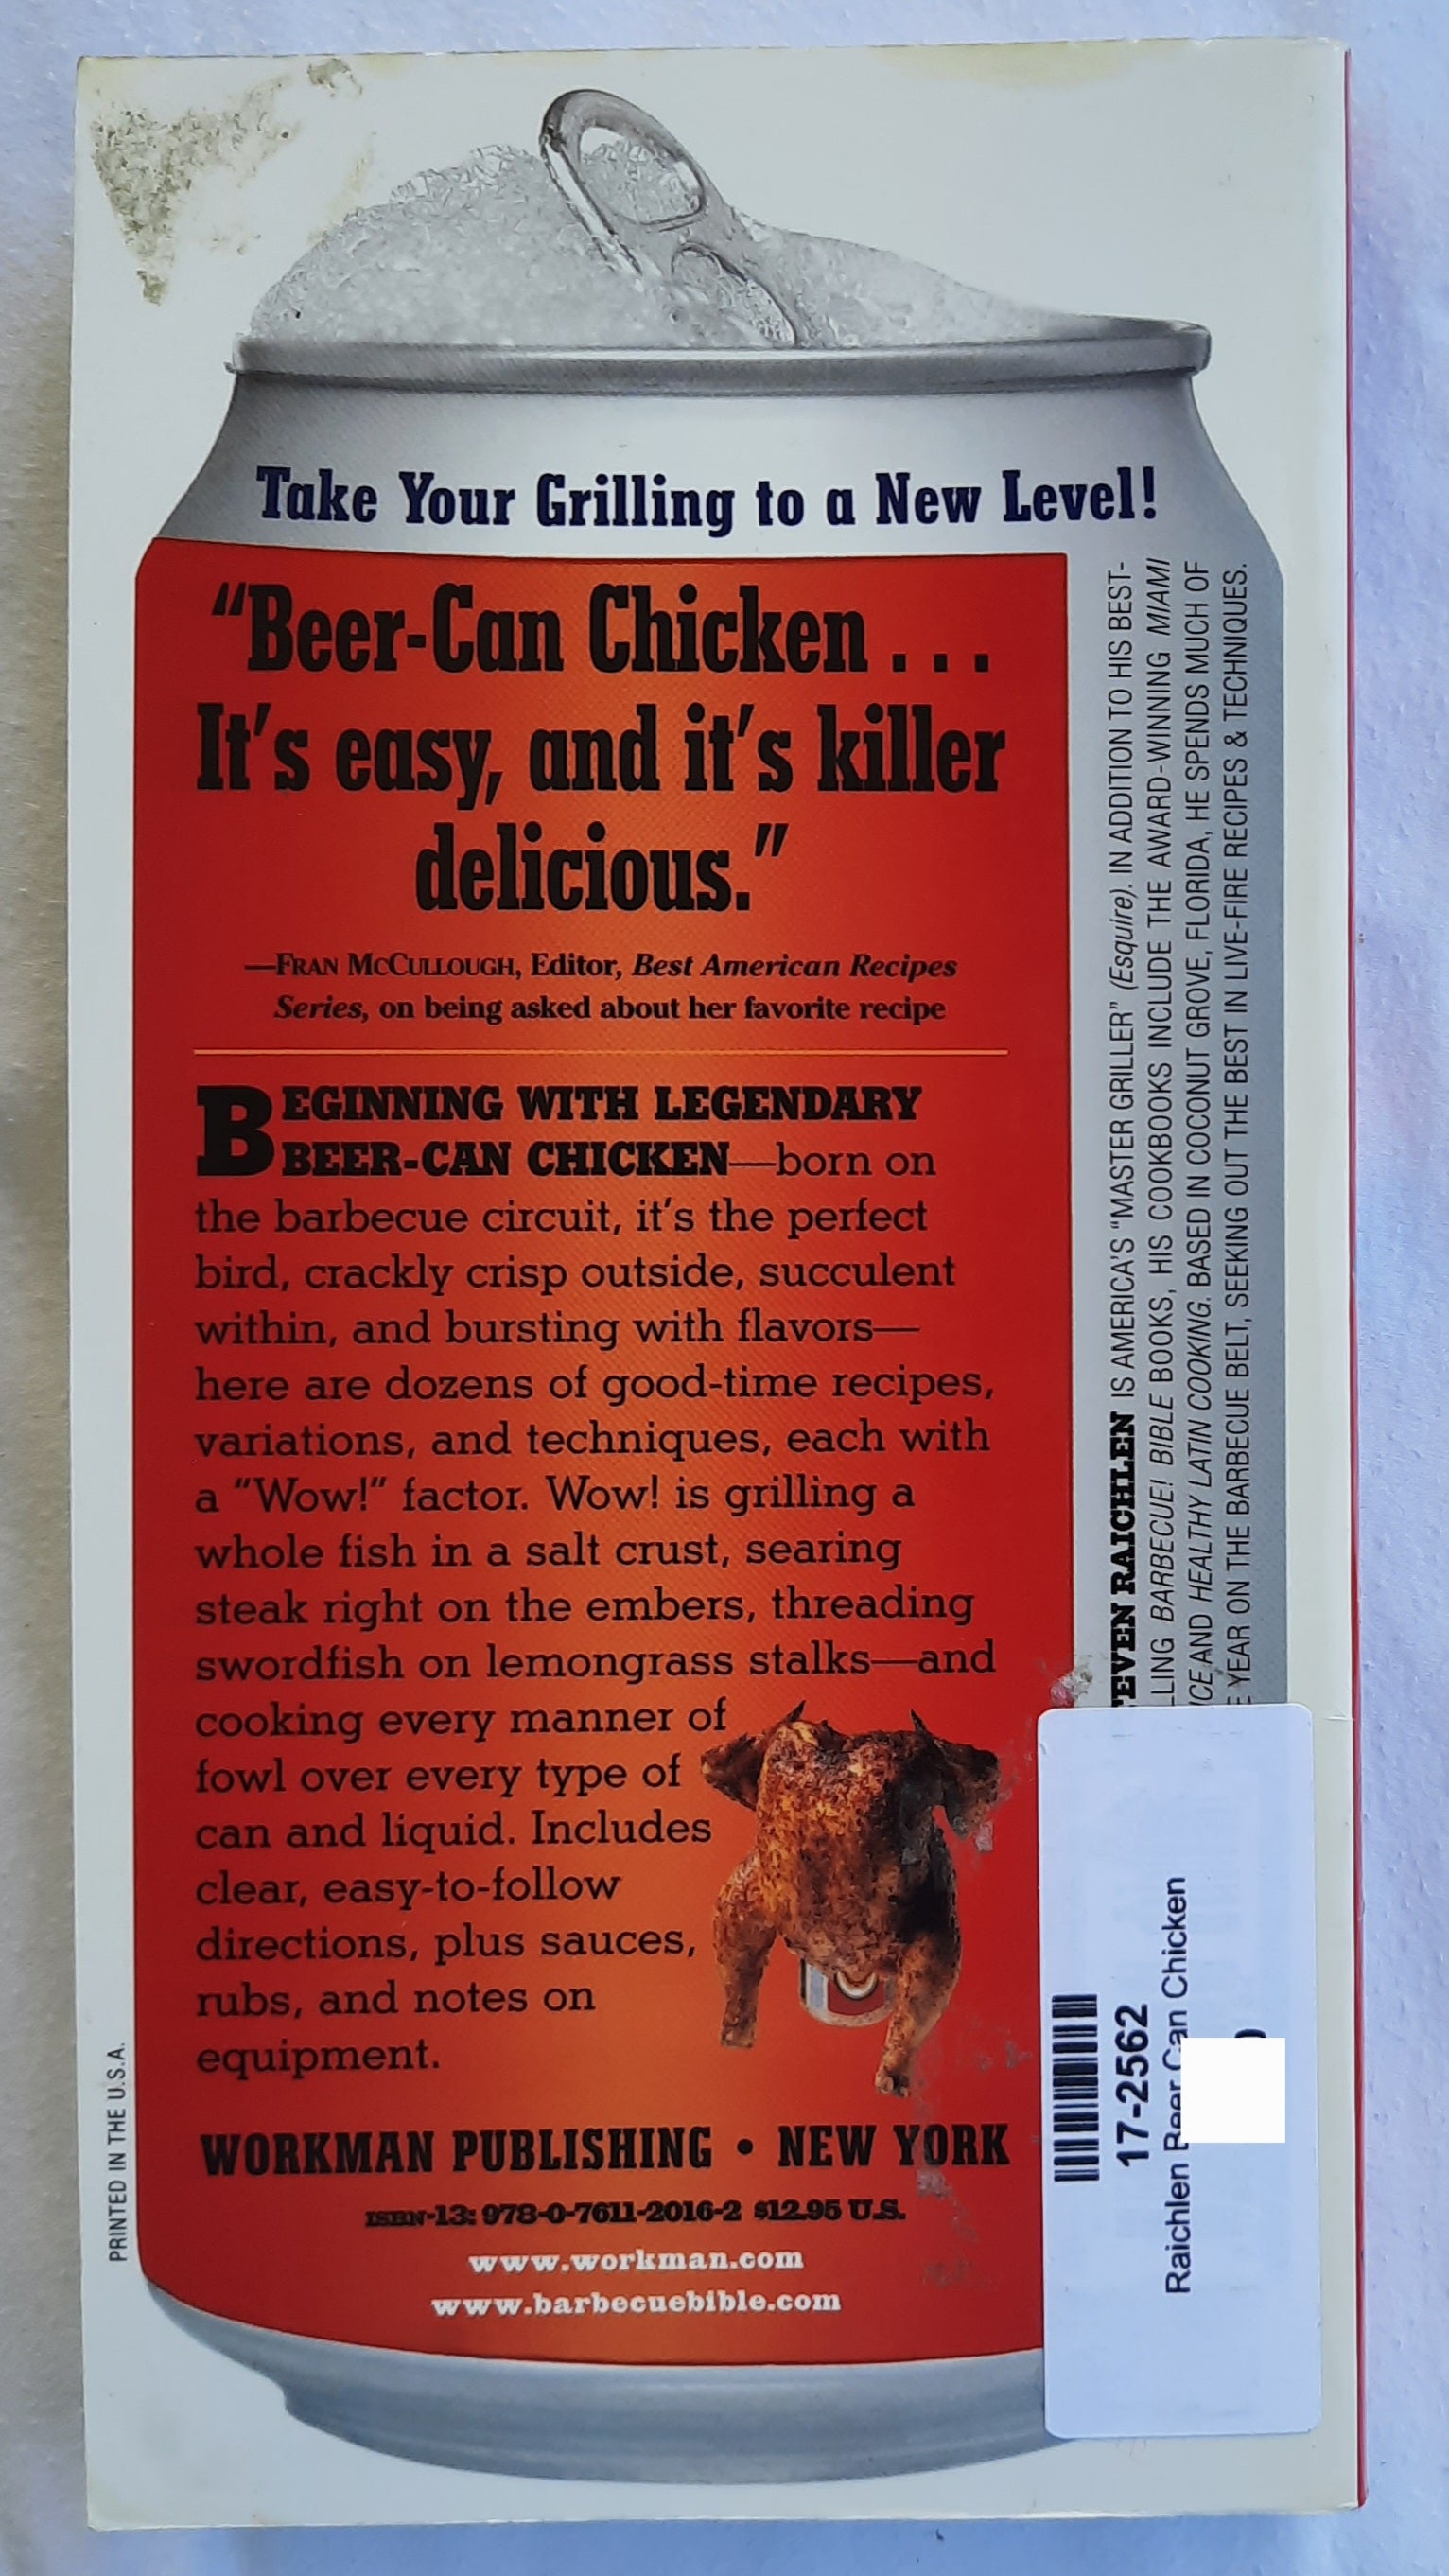 Take Your Grilling to a New Level!
“Beer-Can Chicken . . .
It's easy, and it's killer
delicious.”
—FRAN MCCULLOUGH, Editor, Best American Recipes
Series, on being asked about her favorite recipe
BEGINNING WITH LEGENDARY
BEER-CAN CHICKEN—born on
the barbecue circuit, it's the perfect
bird, crackly crisp outside, succulent
within, and bursting with flavors—
here are dozens of good-time recipes,
variations, and techniques, each with
a “Wow!” factor. Wow! is grilling a
whole fish in a salt crust, searing
steak right on the embers, threading
swordfish on lemongrass stalks—and
cooking every manner of
fowl over every type of
can and liquid. Includes
clear, easy-to-follow
directions, plus sauces,
rubs, and notes on
equipment.
WORKMAN PUBLISHING • NEW YORK
ISBN-13: 978-0-7611-2016-2 $12.95 U.S.
www.workman.com
www.barbecuebible.com
PRINTED IN THE U.S.A.
RAICHLEN IS AMERICA'S “MASTER GRILLER” (Esquire). IN ADDITION TO HIS BEST-
BARBECUE! BIBLE BOOKS, HIS COOKBOOKS INCLUDE THE AWARD-WINNING MIAMI
AND HEALTHY LATIN COOKING. BASED IN COCONUT GROVE, FLORIDA, HE SPENDS MUCH OF
YEAR ON THE BARBECUE BELT, SEEKING OUT THE BEST IN LIVE-FIRE RECIPES & TECHNIQUES.
17-2562
Raichlen Beer Can Chicken